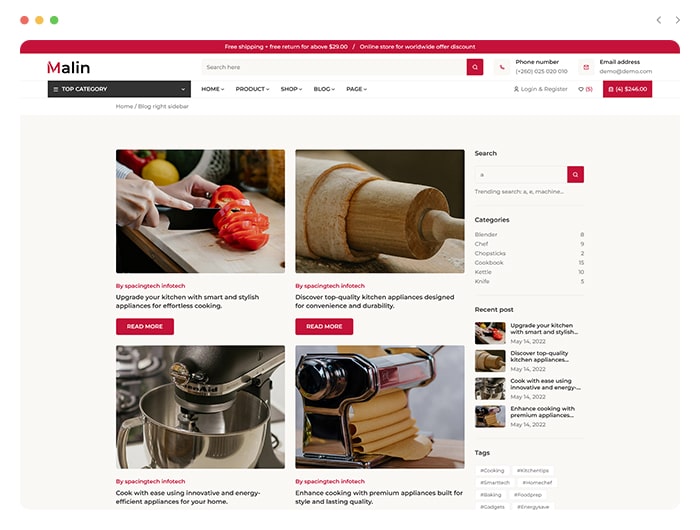 Free shipping + free return for above $29.00 / Online store for worldwide offer discount
Malin
Search here
Phone number
(+260) 025 020 010
Email address
demo@demo.com
TOP CATEGORY
HOME
PRODUCT
SHOP
BLOG
PAGE
Login & Register
(5)
(4) $246.00
Home / Blog right sidebar
By spacingtech infotech
Upgrade your kitchen with smart and stylish
appliances for effortless cooking.
READ MORE
By spacingtech infotech
Discover top-quality kitchen appliances designed
for convenience and durability.
READ MORE
By spacingtech infotech
Cook with ease using innovative and energy-
efficient appliances for your home.
By spacingtech infotech
Enhance cooking with premium appliances built for
style and lasting quality.
Search
a
Trending search: a, e, machine...
Categories
Blender 8
Chef 9
Chopsticks 2
Cookbook 15
Kettle 10
Knife 5
Recent post
Upgrade your kitchen
with smart and stylish...
May 14, 2022
Discover top-quality
kitchen appliances...
May 14, 2022
Cook with ease using
innovative and energy-...
May 14, 2022
Enhance cooking with
premium appliances...
May 14, 2022
Tags
#Cooking #Kitchentips
#Smarttech #Homechef
#Baking #Foodprep
#Gadgets #Energysave